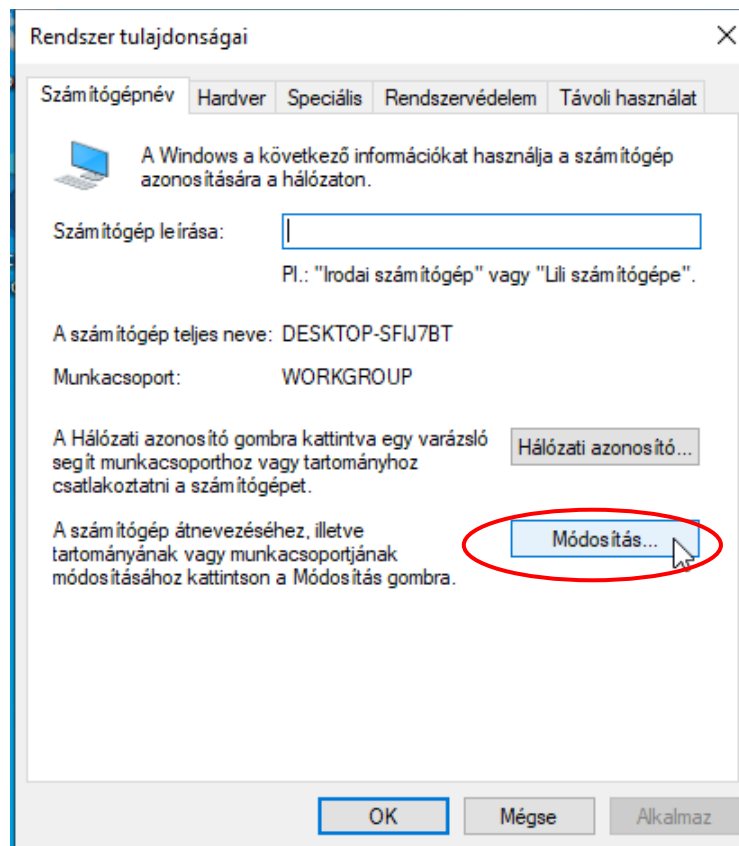 Rendszer tulajdonságai
Számítógépnév Hardver Speciális Rendszervédelem Távoli használat
A Windows a következő információkat használja a számítógép
azonosítására a hálózaton.
Számítógép leírása:
Pl.: "Irodai számítógép" vagy "Lili számítógépe".
A számítógép teljes neve: DESKTOP-SFIJ7BT
Munkacsoport: WORKGROUP
A Hálózati azonosító gombra kattintva egy varázsló
segít munkacsoporthoz vagy tartományhoz
csatlakoztatni a számítógépet.
Hálózati azonosító...
A számítógép átnevezéséhez, illetve
tartományának vagy munkacsoportjának
módosításához kattintson a Módosítás gombra.
Módosítás...
OK Mégse Alkalmaz